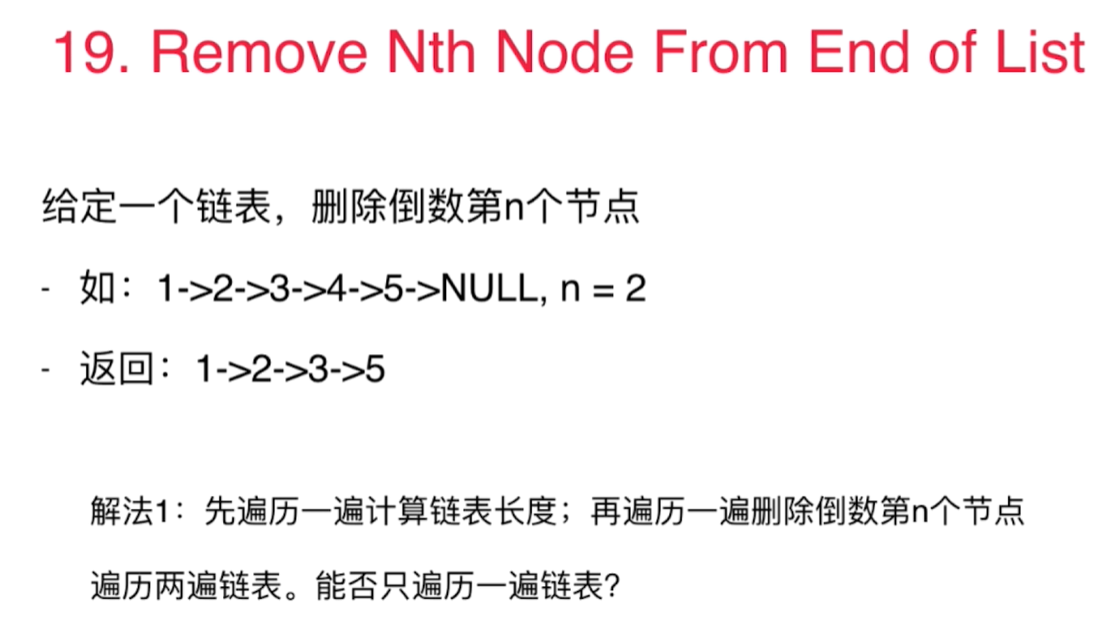 19. Remove Nth Node From End of List
给定一个链表，删除倒数第n个节点
- 如：1->2->3->4->5->NULL, n = 2
- 返回：1->2->3->5
解法1：先遍历一遍计算链表长度；再遍历一遍删除倒数第n个节点
遍历两遍链表。能否只遍历一遍链表？